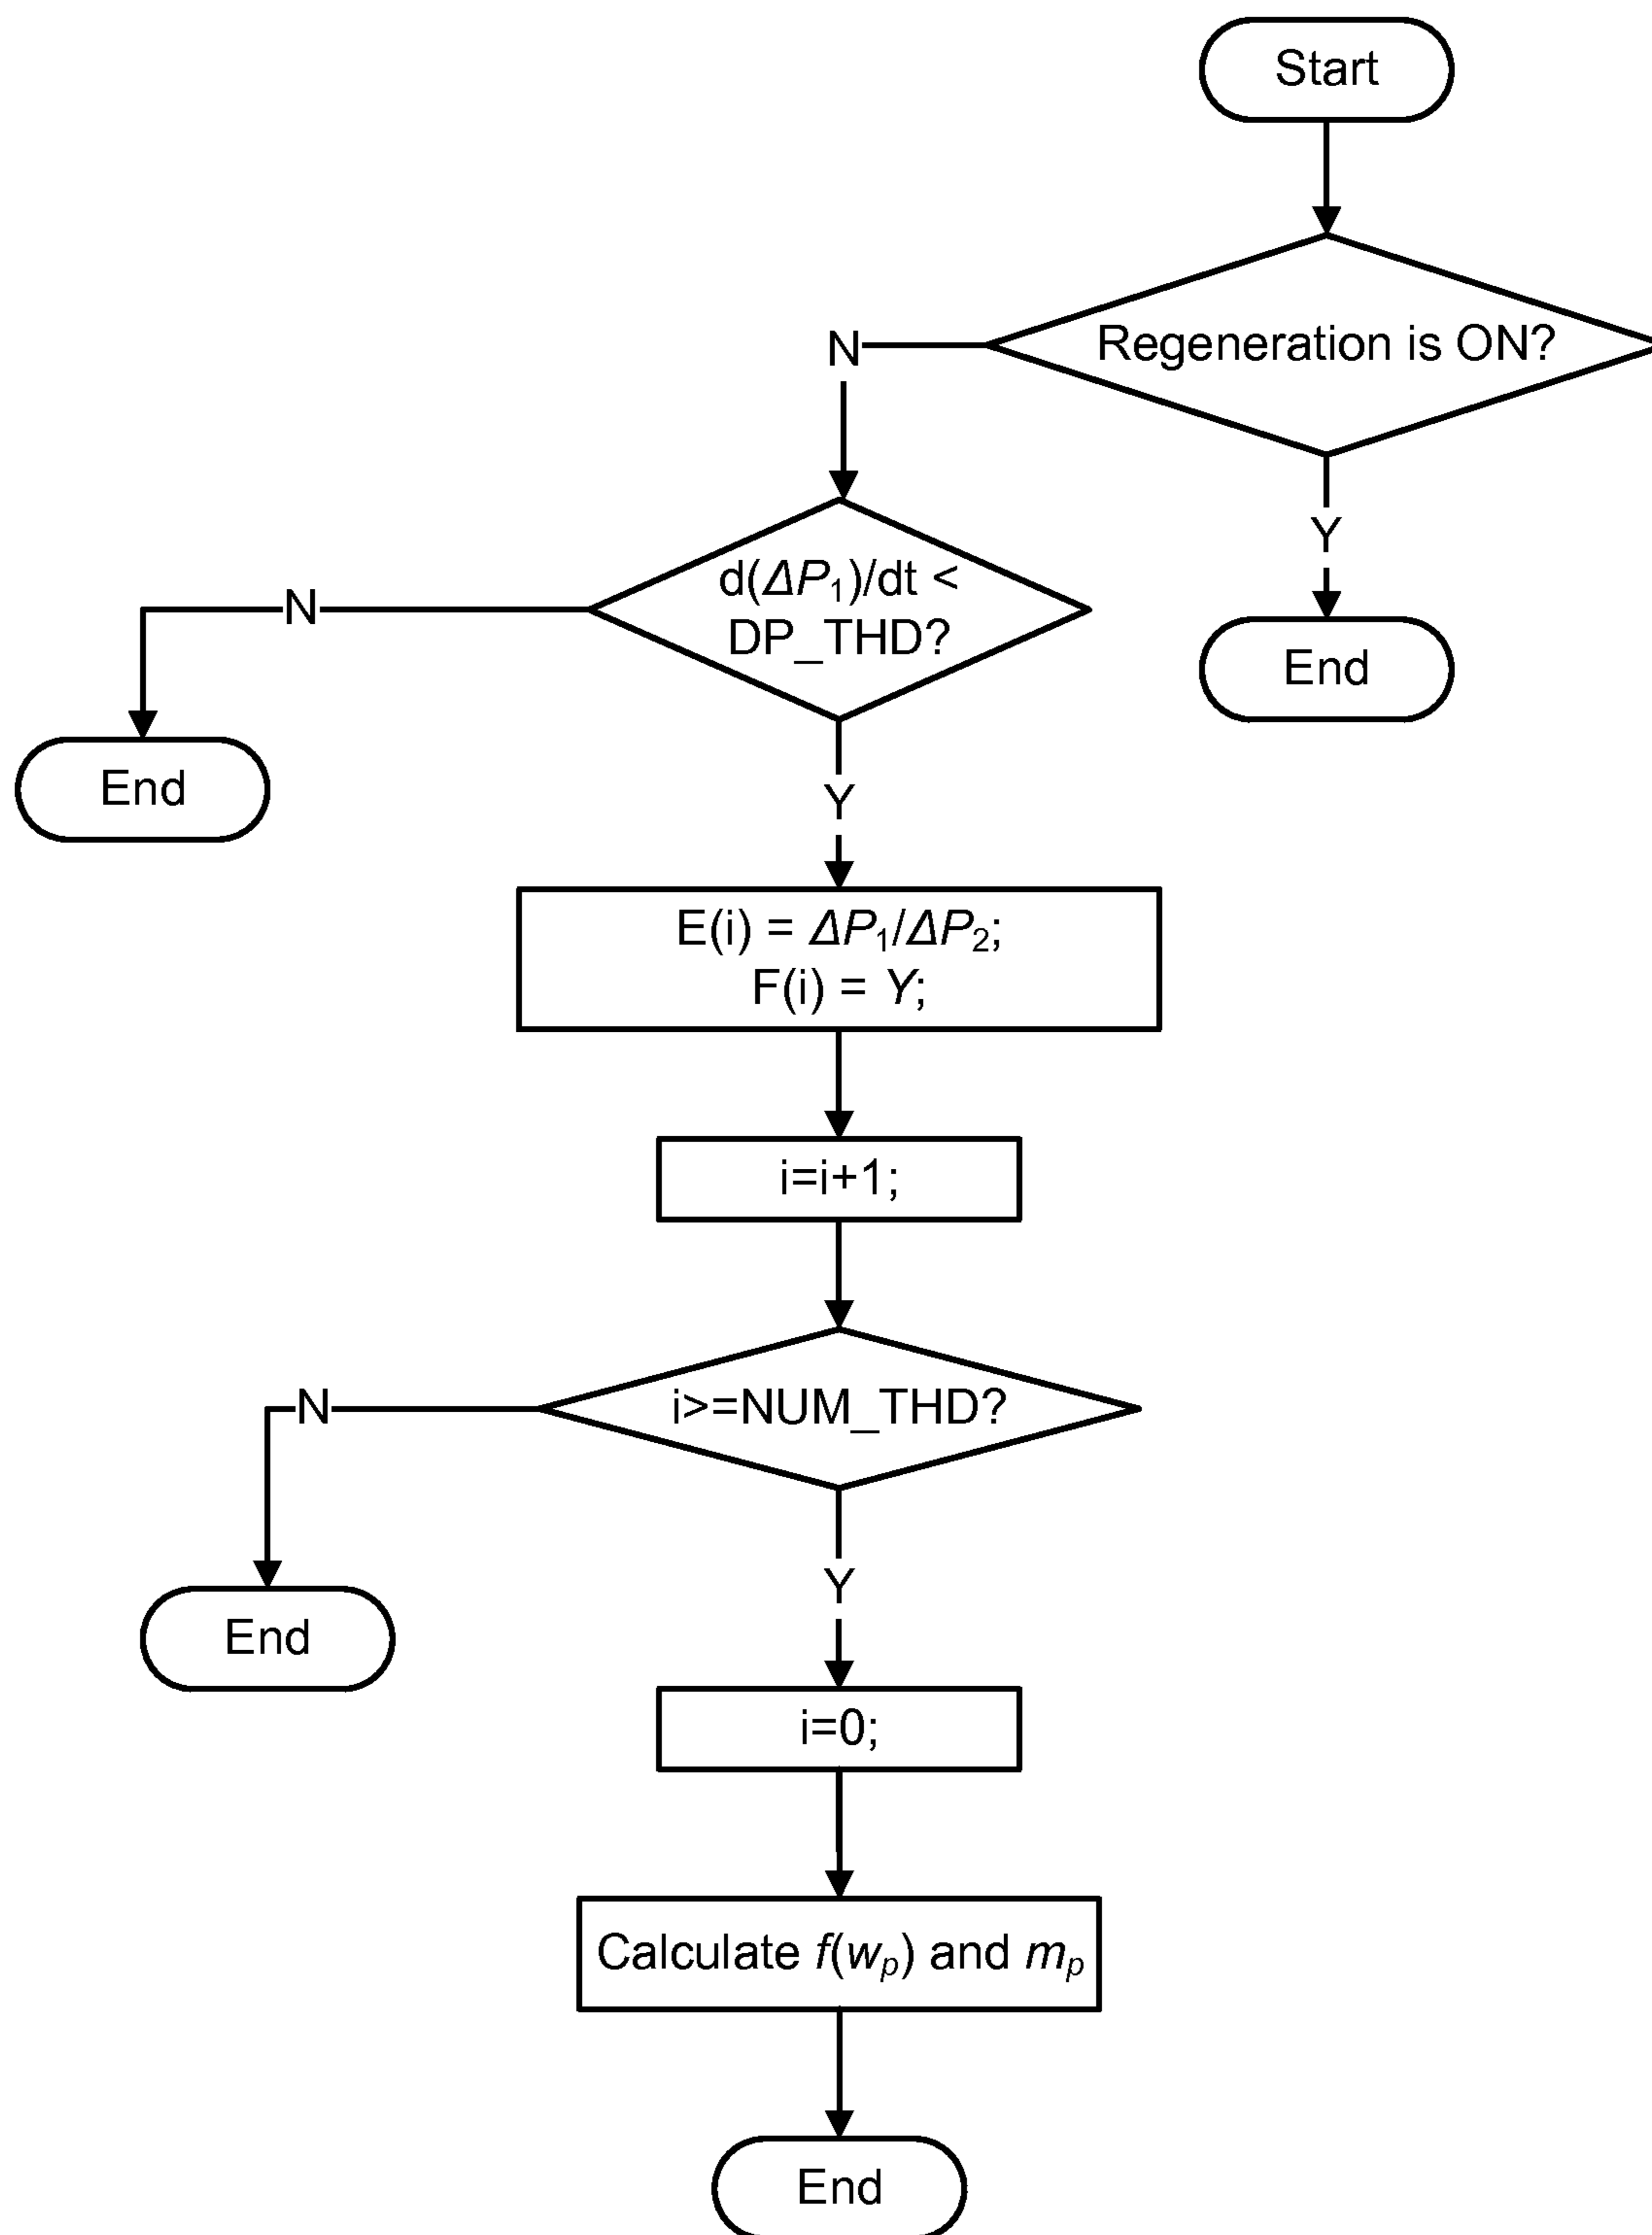 Start
Regeneration is ON?
N
Y
End
d(ΔP₁)/dt <
DP_THD?
N
End
Y
E(i) = ΔP₁/ΔP₂;
F(i) = Y;
i=i+1;
i>=NUM_THD?
N
End
Y
i=0;
Calculate f(wₚ) and mₚ
End